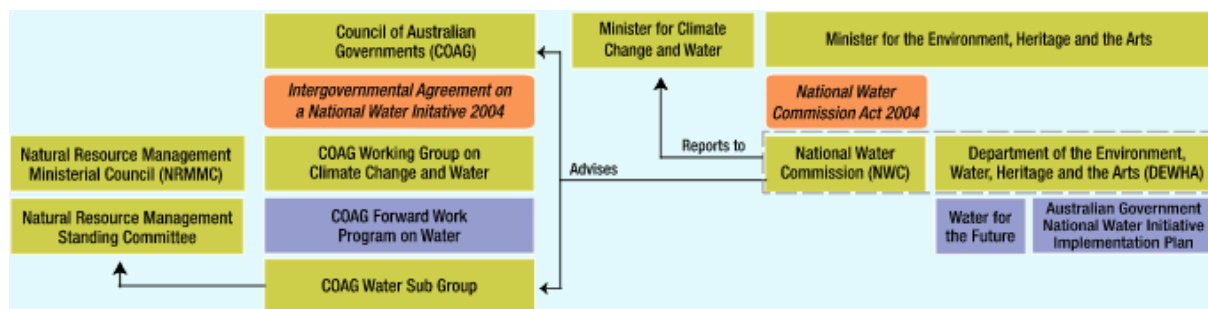 Council of Australian
Governments (COAG)
Minister for Climate
Change and Water
Minister for the Environment, Heritage and the Arts
Intergovernmental Agreement on
a National Water Initative 2004
National Water
Commission Act 2004
Natural Resource Management
Ministerial Council (NRMMC)
COAG Working Group on
Climate Change and Water
Advises
Reports to
National Water
Commission (NWC)
Department of the Environment,
Water, Heritage and the Arts (DEWHA)
Natural Resource Management
Standing Committee
COAG Forward Work
Program on Water
Water for
the Future
Australian Government
National Water Initiative
Implementation Plan
COAG Water Sub Group